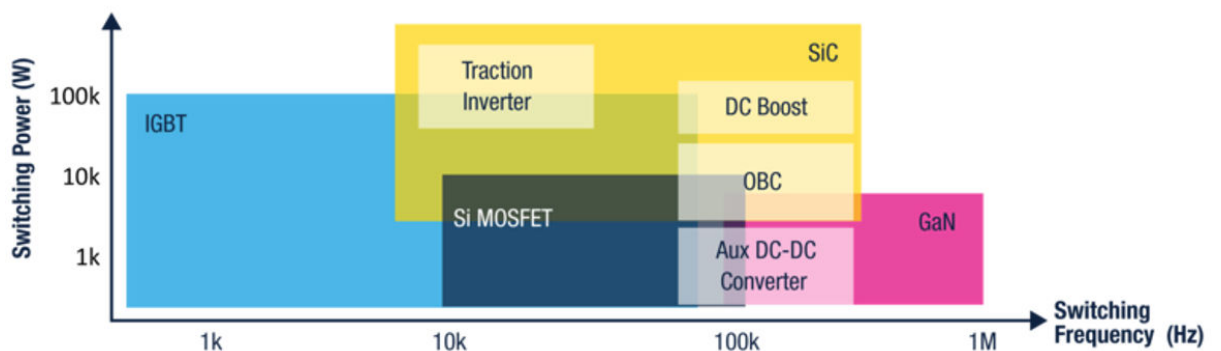 Switching Power (W)
100k
10k
1k
IGBT
Traction
Inverter
SiC
DC Boost
OBC
Si MOSFET
GaN
Aux DC-DC
Converter
1k
10k
100k
1M
Switching
Frequency (Hz)